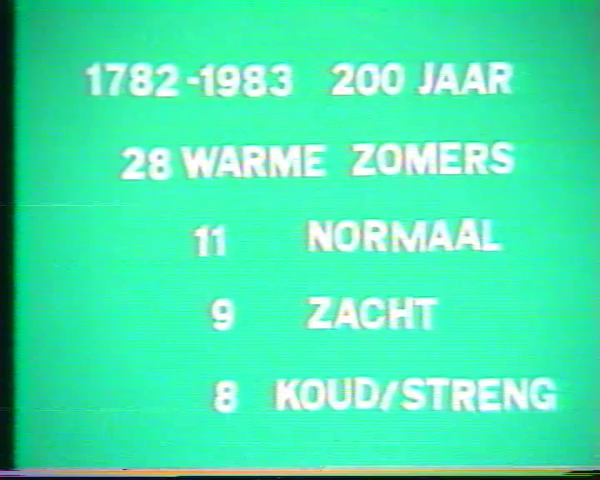 1782-1983 200 JAAR
28 WARME ZOMERS
11 NORMAAL
9 ZACHT
8 KOUD/STRENG